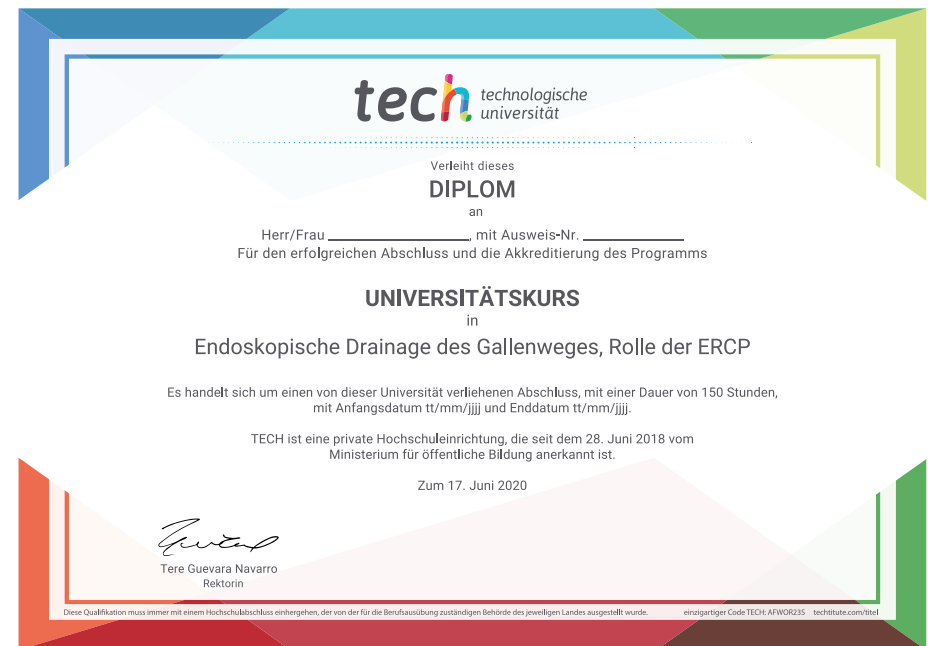 tech technologische
universität
Verleiht dieses
DIPLOM
an
Herr/Frau ____________________, mit Ausweis-Nr. ______________
Für den erfolgreichen Abschluss und die Akkreditierung des Programms
UNIVERSITÄTSKURS
in
Endoskopische Drainage des Gallenweges, Rolle der ERCP
Es handelt sich um einen von dieser Universität verliehenen Abschluss, mit einer Dauer von 150 Stunden,
mit Anfangsdatum tt/mm/jjjj und Enddatum tt/mm/jjjj.
TECH ist eine private Hochschuleinrichtung, die seit dem 28. Juni 2018 vom
Ministerium für öffentliche Bildung anerkannt ist.
Zum 17. Juni 2020
Tere Guevara Navarro
Rektorin
Diese Qualifikation muss immer mit einem Hochschulabschluss einhergehen, der von der für die Berufsausübung zuständigen Behörde des jeweiligen Landes ausgestellt wurde. einzigartiger Code TECH: AFWOR23S techtitute.com/titel